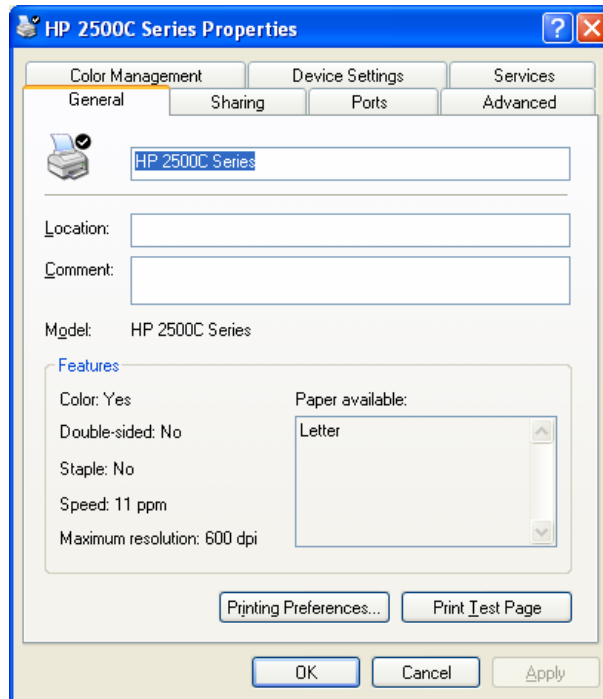 HP 2500C Series Properties
Color Management Device Settings Services
General Sharing Ports Advanced
HP 2500C Series
Location:
Comment:
Model: HP 2500C Series
Features
Color: Yes Paper available:
Double-sided: No Letter
Staple: No
Speed: 11 ppm
Maximum resolution: 600 dpi
Printing Preferences... Print Test Page
OK Cancel Apply